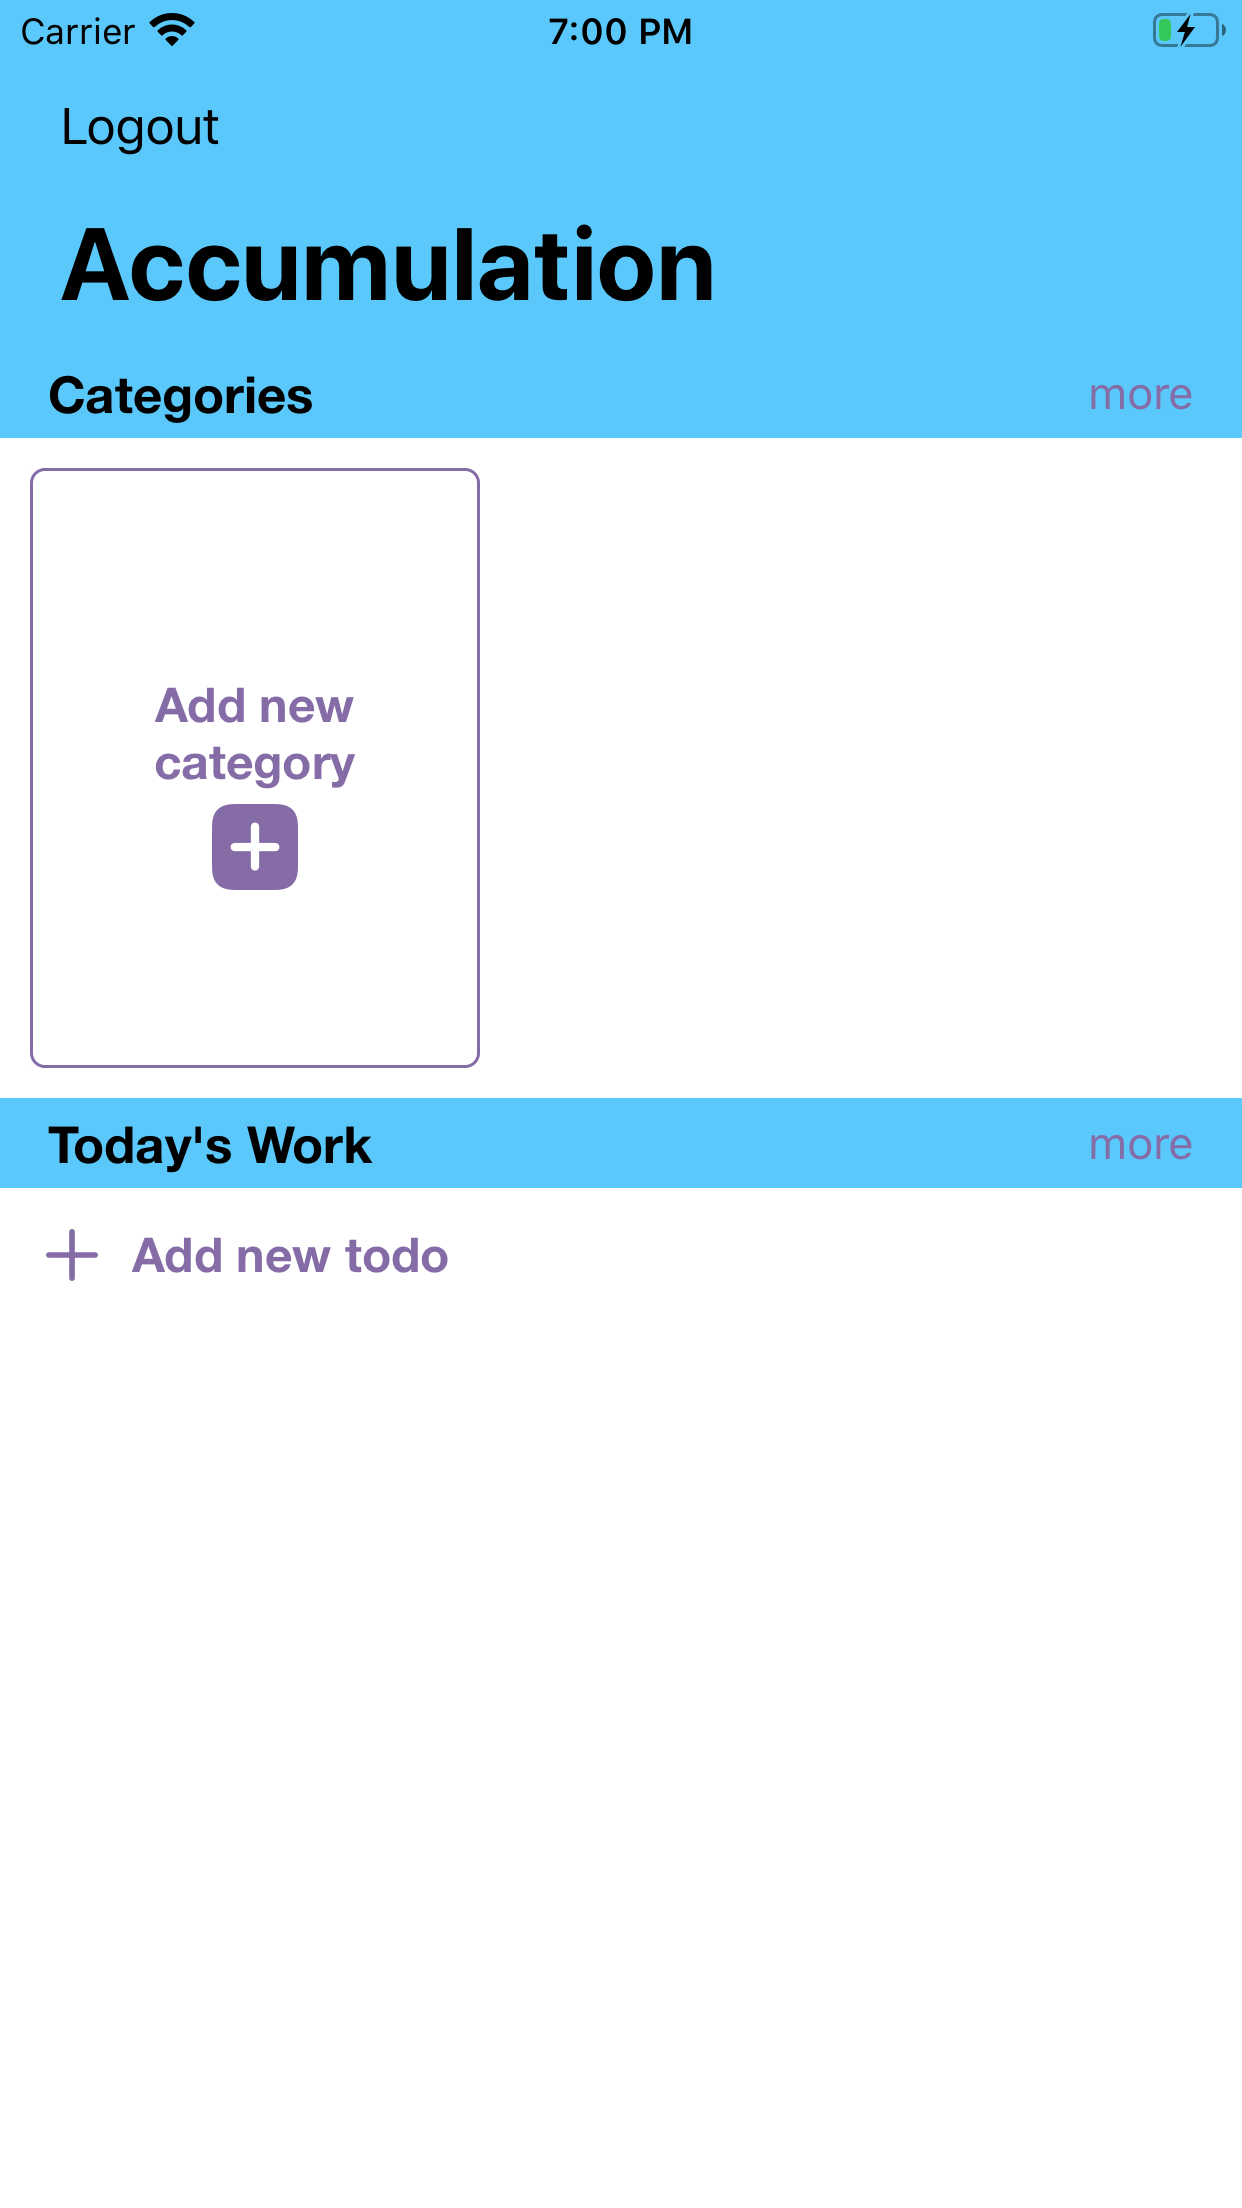 Carrier 7:00 PM
Logout
Accumulation
Categories more
Add new
category
Today's Work more
Add new todo